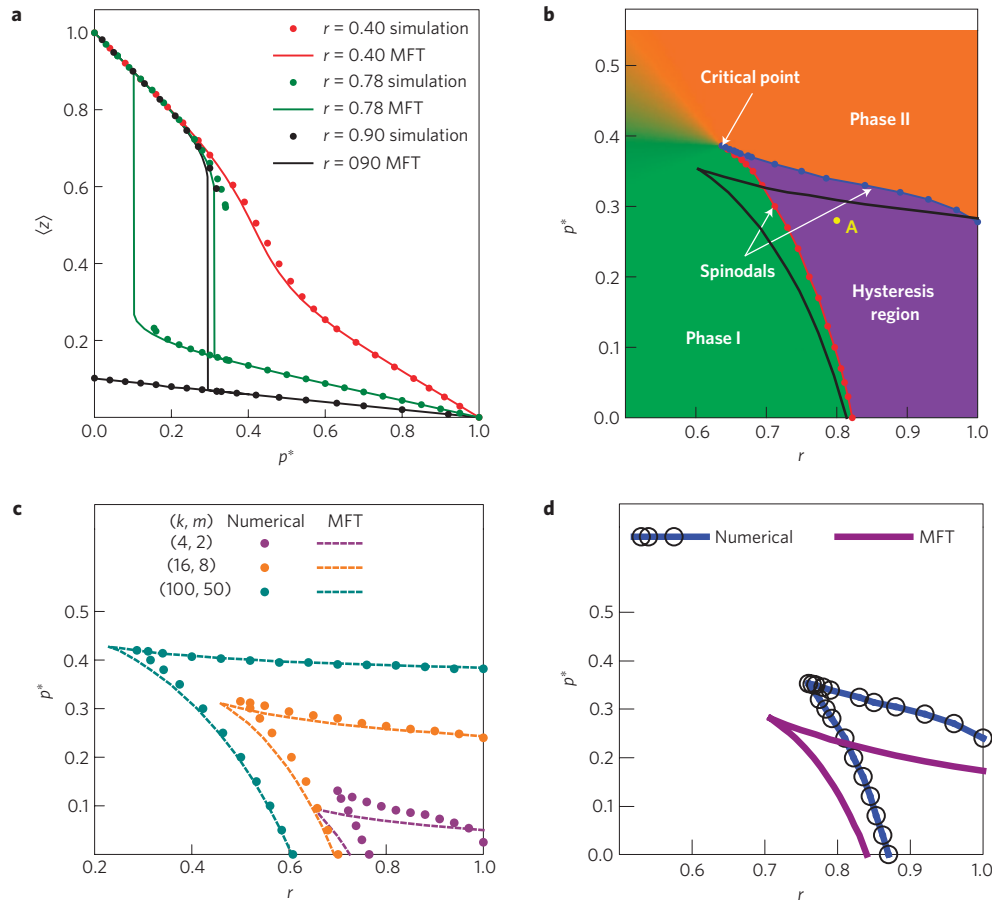 a
1.0
0.8
0.6
0.4
0.2
⟨z⟩
0.0 0.2 0.4 0.6 0.8 1.0
p*
r = 0.40 simulation
r = 0.40 MFT
r = 0.78 simulation
r = 0.78 MFT
r = 0.90 simulation
r = 090 MFT
b
0.5
0.4
0.3
0.2
0.1
0.0
p*
0.6 0.7 0.8 0.9 1.0
r
Critical point
Phase II
A
Spinodals
Hysteresis
region
Phase I
c
(k, m) Numerical MFT
(4, 2)
(16, 8)
(100, 50)
0.5
0.4
0.3
0.2
0.1
0.0
p*
0.2 0.4 0.6 0.8 1.0
r
d
Numerical MFT
0.5
0.4
0.3
0.2
0.1
0.0
p*
0.6 0.7 0.8 0.9 1.0
r